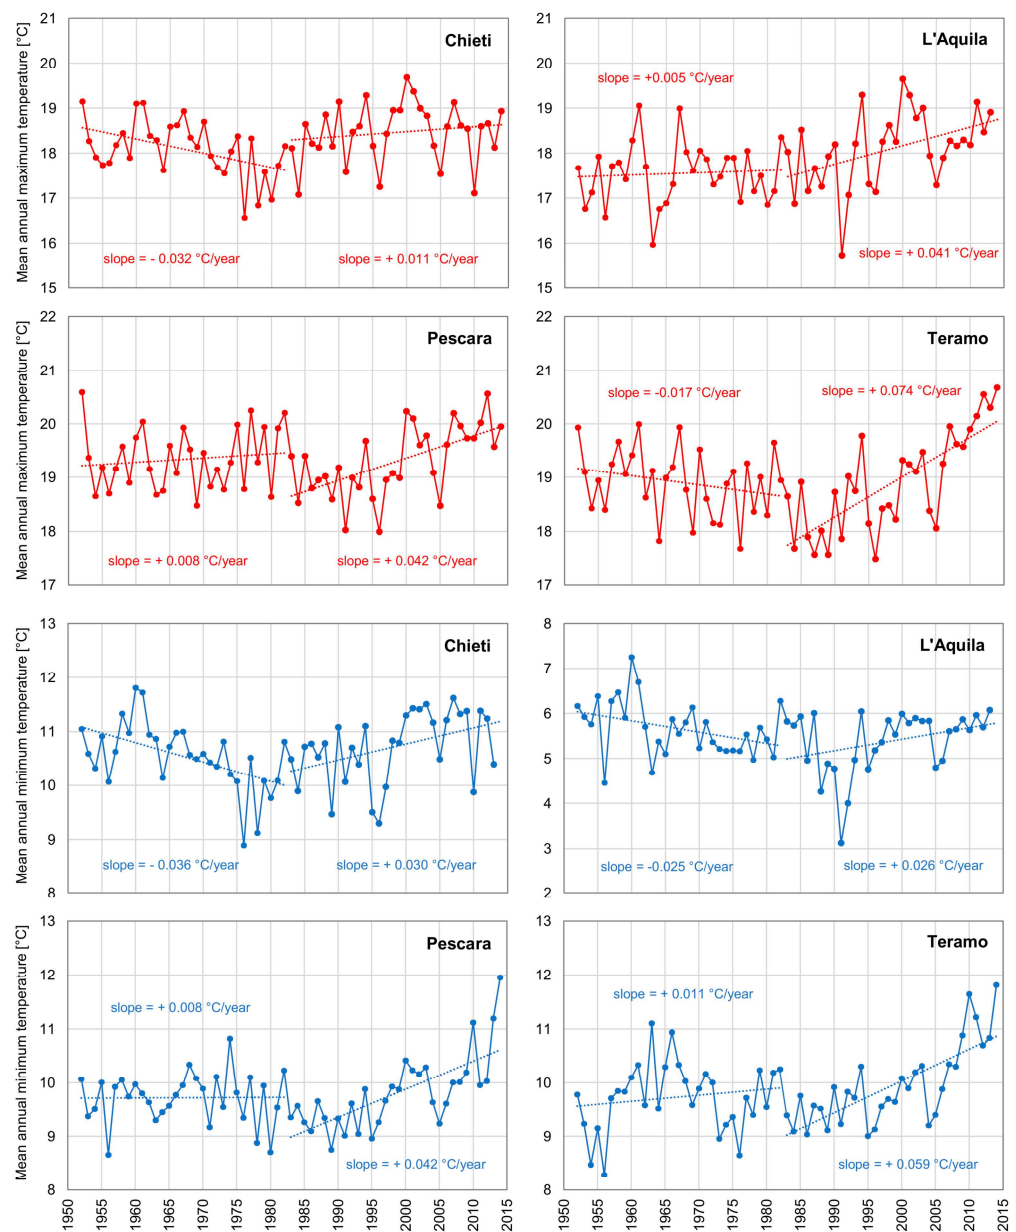 Mean annual maximum temperature [°C]
21
20
19
18
17
16
15
Chieti
slope = - 0.032 °C/year
slope = + 0.011 °C/year
21
20
19
18
17
16
15
L'Aquila
slope = +0.005 °C/year
slope = + 0.041 °C/year
Mean annual maximum temperature [°C]
22
21
20
19
18
17
Pescara
slope = + 0.008 °C/year
slope = + 0.042 °C/year
22
21
20
19
18
17
Teramo
slope = -0.017 °C/year
slope = + 0.074 °C/year
Mean annual minimum temperature [°C]
13
12
11
10
9
8
Chieti
slope = - 0.036 °C/year
slope = + 0.030 °C/year
8
7
6
5
4
3
2
L'Aquila
slope = -0.025 °C/year
slope = + 0.026 °C/year
Mean annual minimum temperature [°C]
13
12
11
10
9
8
Pescara
slope = + 0.008 °C/year
slope = + 0.042 °C/year
1950
1955
1960
1965
1970
1975
1980
1985
1990
1995
2000
2005
2010
2015
13
12
11
10
9
8
Teramo
slope = + 0.011 °C/year
slope = + 0.059 °C/year
1950
1955
1960
1965
1970
1975
1980
1985
1990
1995
2000
2005
2010
2015